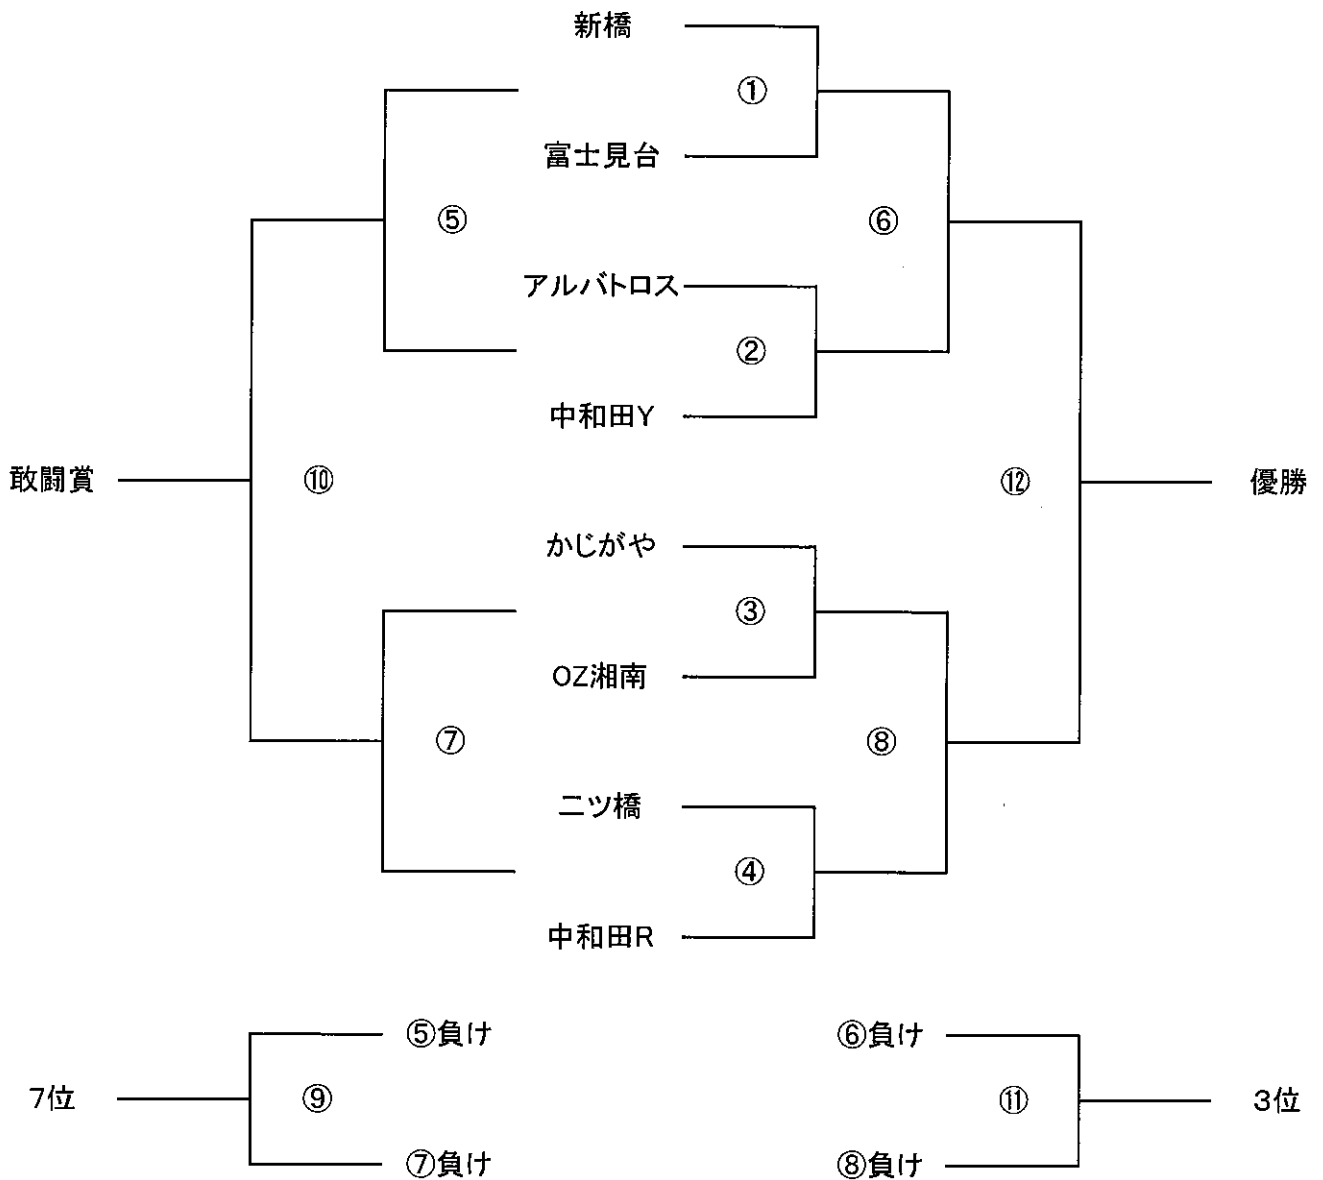 新橋
①
富士見台
⑤
⑥
アルバトロス
②
中和田Y
敢闘賞
⑩
⑫
優勝
かじがや
③
OZ湘南
⑦
⑧
二ツ橋
④
中和田R
⑤負け
⑥負け
7位
⑨
⑪
3位
⑦負け
⑧負け